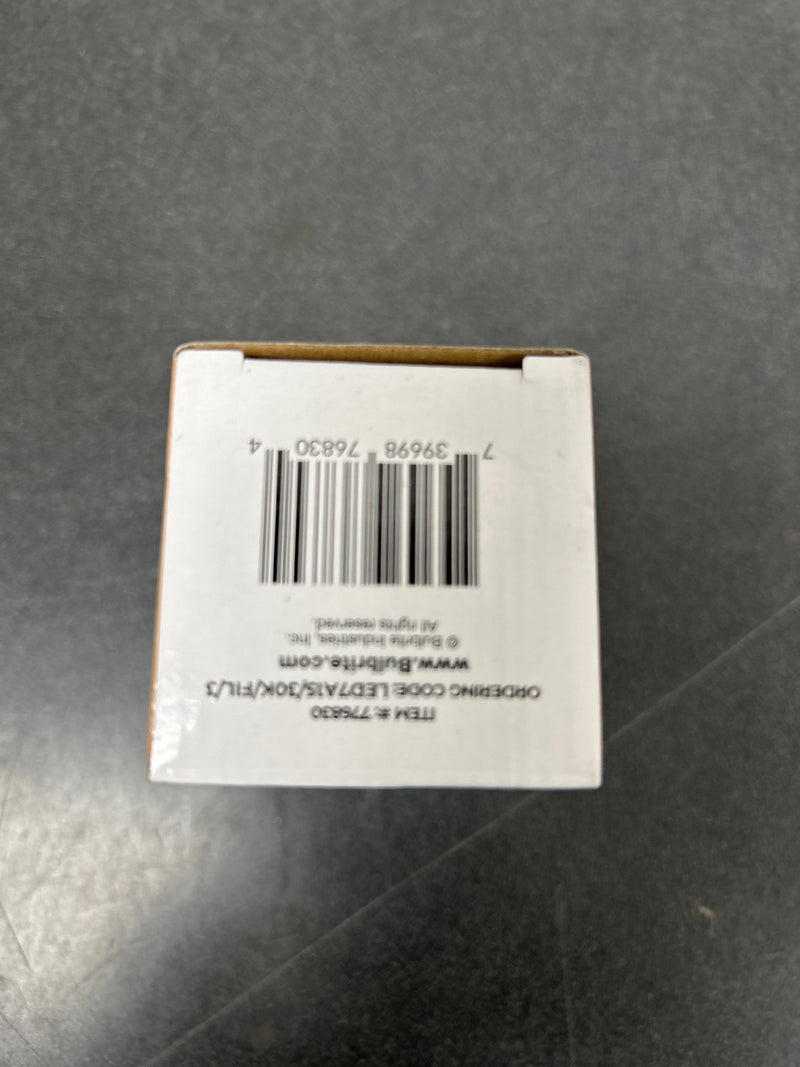 ITEM #: 776830
ORDERING CODE: LED7A15/30K/FIL/3
www.Bulbrite.com
© Bulbrite Industries, Inc.
All rights reserved.
7 39698 76830 4